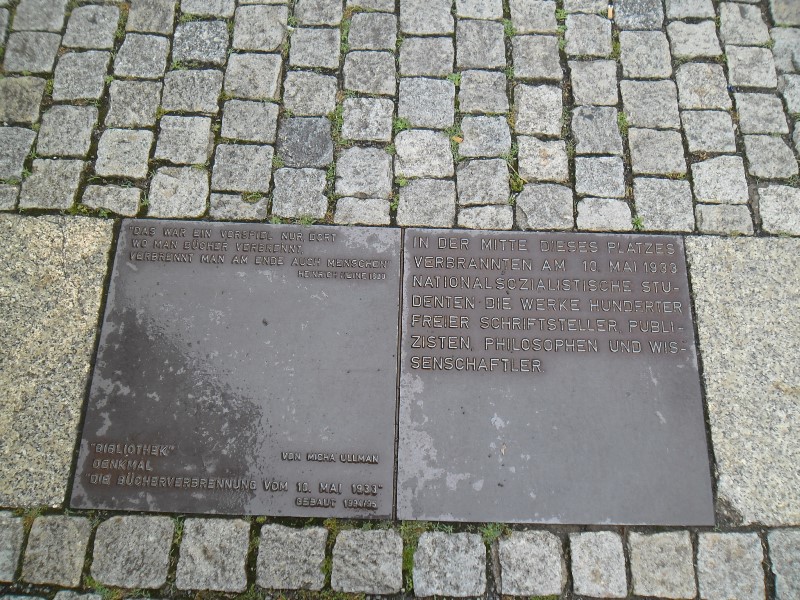 "DAS WAR EIN VORSPIEL NUR, DORT
WO MAN BÜCHER VERBRENNT,
VERBRENNT MAN AM ENDE AUCH MENSCHEN"
HEINRICH HEINE 1820
"BIBLIOTHEK"
DENKMAL
VON MICHA ULLMAN
"DIE BÜCHERVERBRENNUNG VOM 10. MAI 1933"
GEBAUT 1994/95
IN DER MITTE DIESES PLATZES
VERBRANNTEN AM 10. MAI 1933
NATIONALSOZIALISTISCHE STU-
DENTEN DIE WERKE HUNDERTER
FREIER SCHRIFTSTELLER, PUBLI-
ZISTEN, PHILOSOPHEN UND WIS-
SENSCHAFTLER